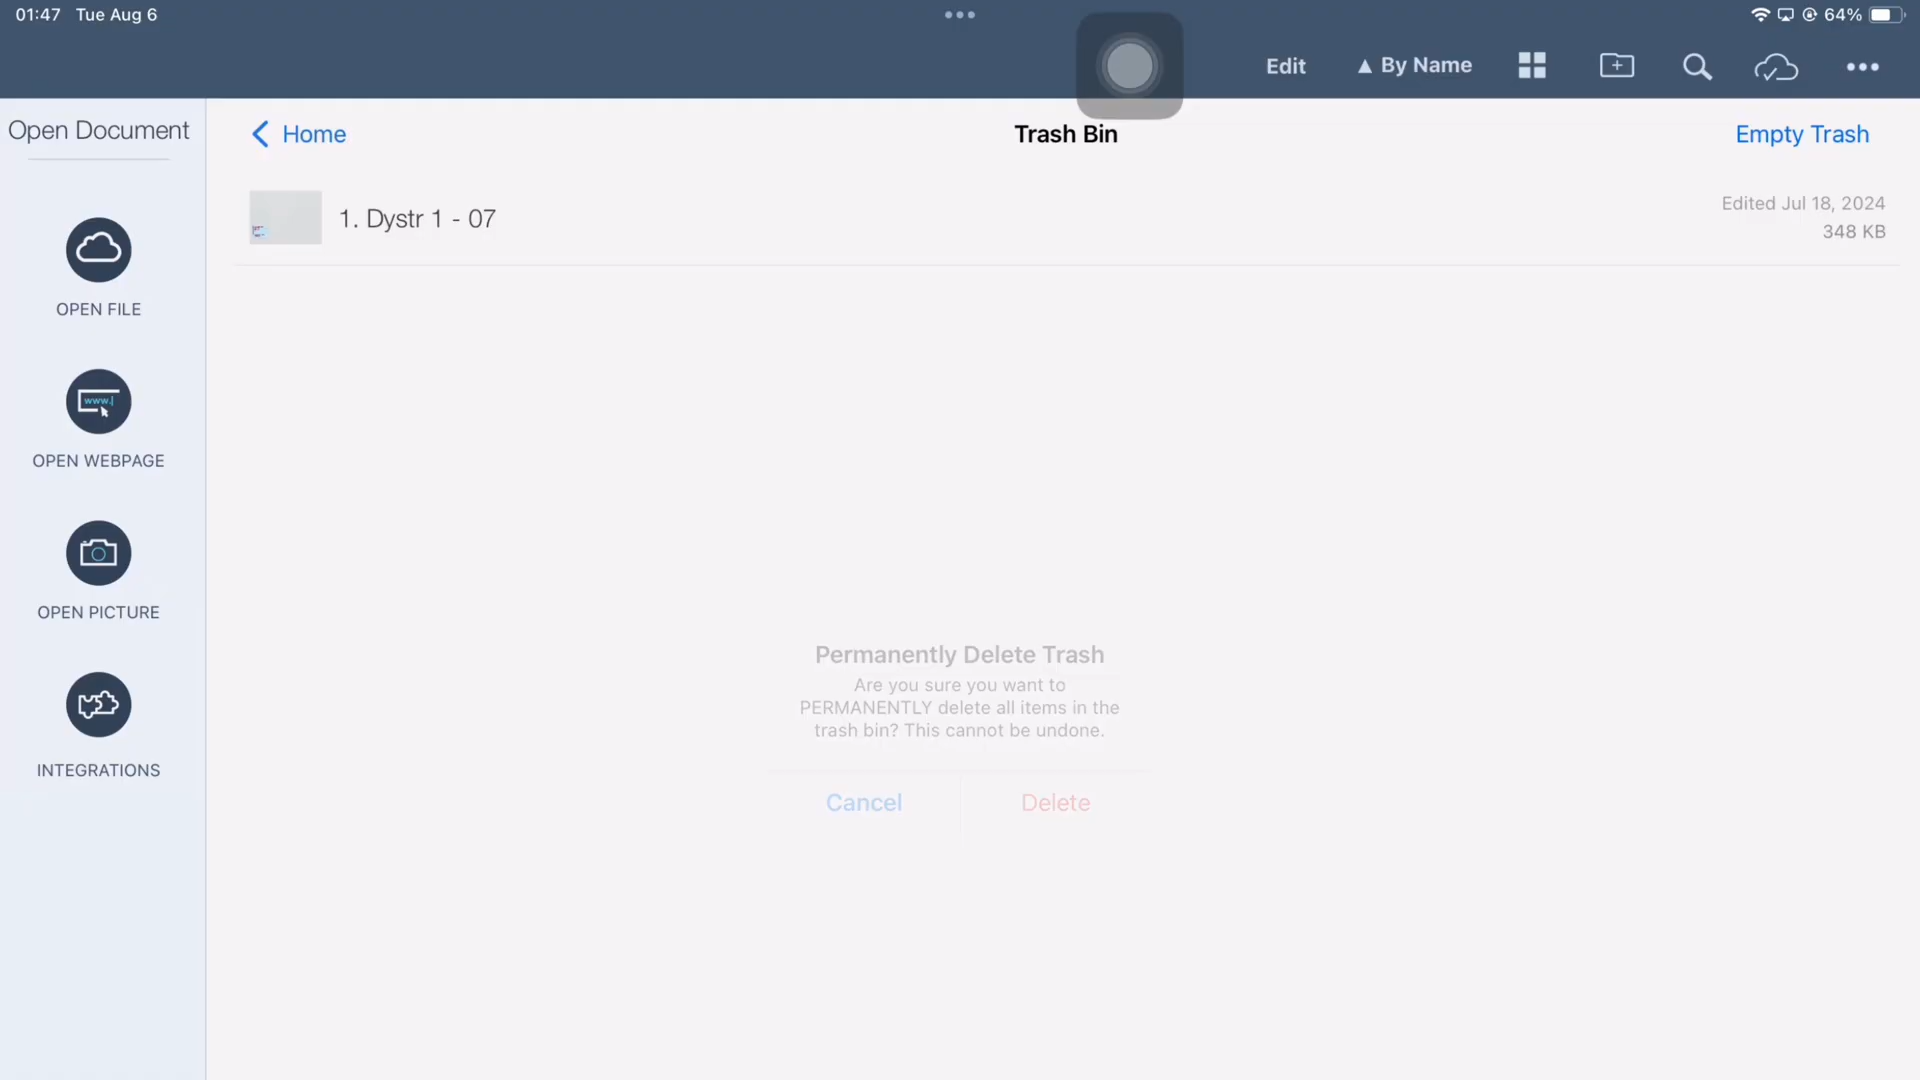 01:47 Tue Aug 6
64%
Edit
▲ By Name
Open Document
Home
Trash Bin
Empty Trash
1. Dystr 1 - 07
Edited Jul 18, 2024
348 KB
OPEN FILE
www.
OPEN WEBPAGE
OPEN PICTURE
INTEGRATIONS
Permanently Delete Trash
Are you sure you want to
PERMANENTLY delete all items in the
trash bin? This cannot be undone.
Cancel
Delete